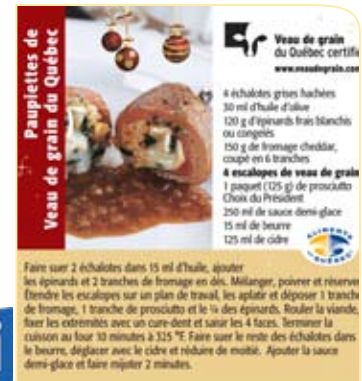 Paupiettes de
Veau de grain du Québec
Veau de grain
du Québec certifié
www.veaudegrain.com
4 échalotes grises hachées
30 ml d'huile d'olive
120 g d'épinards frais blanchis
ou congelés
150 g de fromage cheddar,
coupé en 6 tranches
6 escalopes de veau de grain
1 paquet (125 g) de prosciutto
Choix du Président
250 ml de sauce demi-glace
15 ml de beurre
125 ml de cidre
ALIMENTS
QUÉBEC
Faire suer 2 échalotes dans 15 ml d'huile, ajouter
les épinards et 2 tranches de fromage en dés. Mélanger, poivrer et réserver
Étendre les escalopes sur un plan de travail, les aplatir et déposer 1 tranche
de fromage, 1 tranche de prosciutto et le ¼ des épinards. Rouler la viande,
fixer les extrémités avec un cure-dent et saisir les 4 faces. Terminer la
cuisson au four 10 minutes à 325 °F. Faire suer le reste des échalotes dans
le beurre, déglacer avec le cidre et réduire de moitié. Ajouter la sauce
demi-glace et faire mijoter 2 minutes.